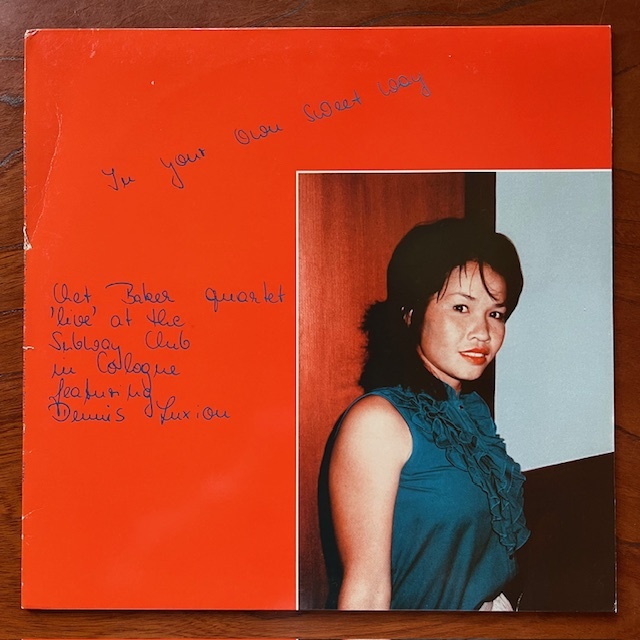 In your own sweet way
Chet Baker quartet
'live' at the
Subway Club
in Cologne
featuring
Dennis Luxion